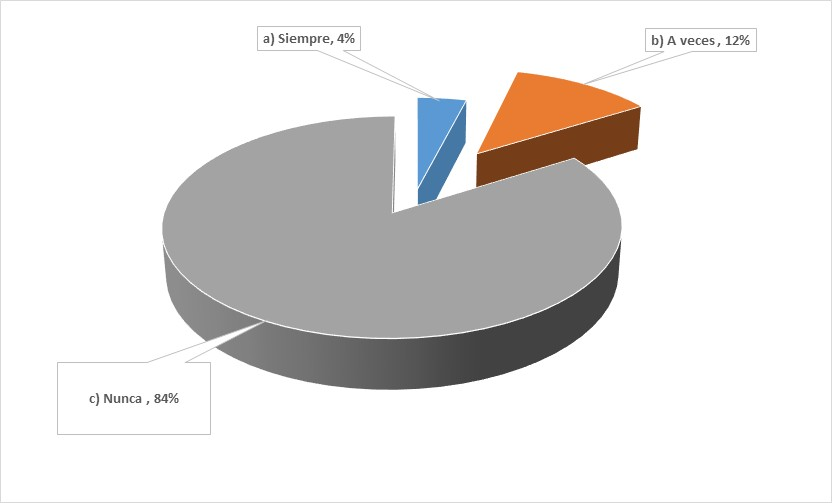 a) Siempre, 4%
b) A veces , 12%
c) Nunca , 84%